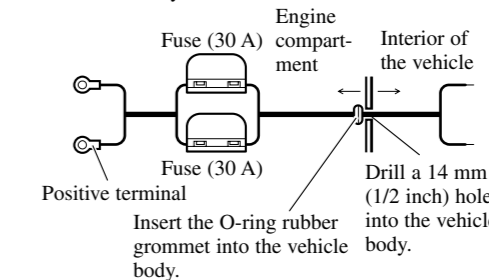 Engine
compart-
ment
Fuse (30 A)
Interior of
the vehicle
Fuse (30 A)
Positive terminal
Insert the O-ring rubber
grommet into the vehicle
body.
Drill a 14 mm
(1/2 inch) hole
into the vehicle
body.